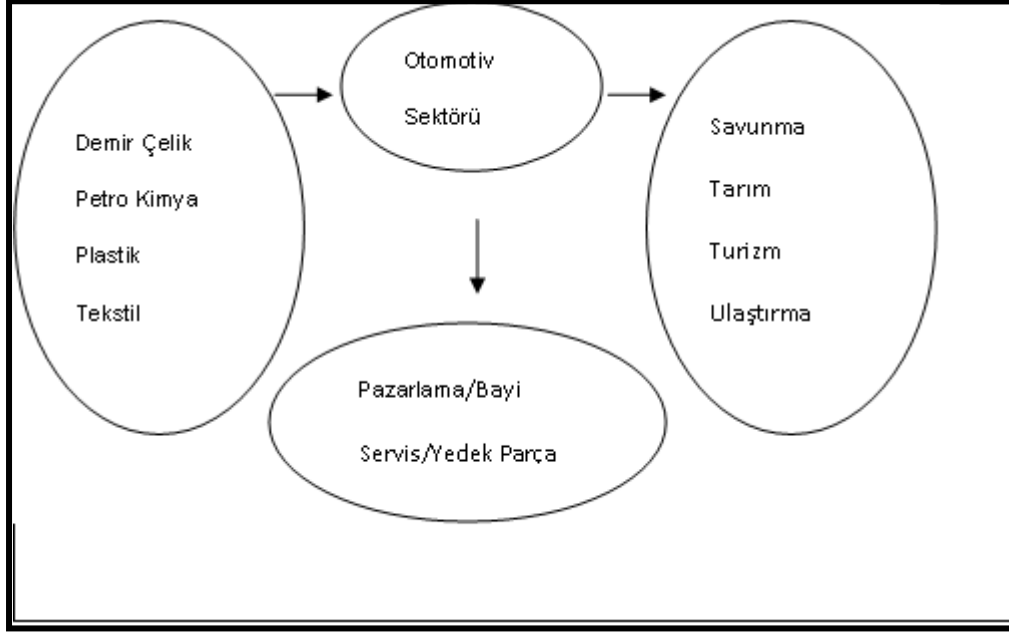 Demir Çelik
Petro Kimya
Plastik
Tekstil
Otomotiv
Sektörü
Savunma
Tarım
Turizm
Ulaştırma
Pazarlama/Bayi
Servis/Yedek Parça